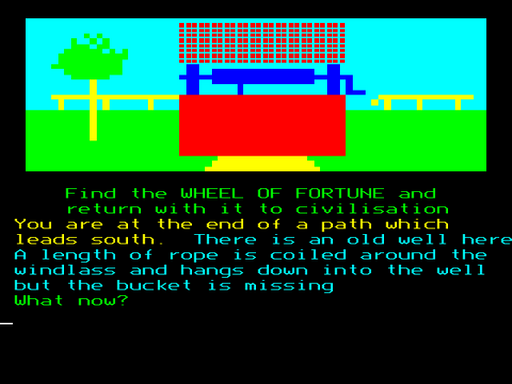 Find the WHEEL OF FORTUNE and
return with it to civilisation
You are at the end of a path which
leads south. There is an old well here
A length of rope is coiled around the
windlass and hangs down into the well
but the bucket is missing
What now?